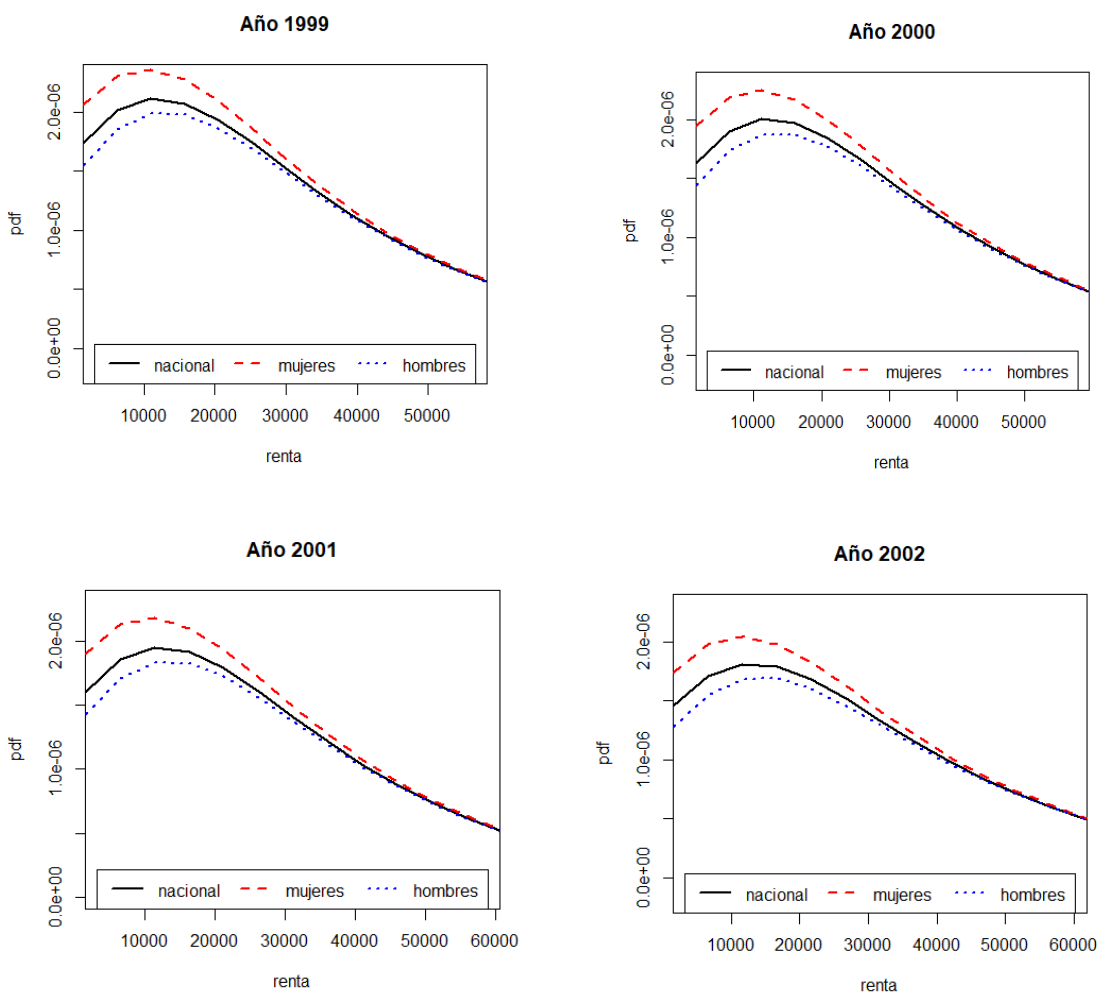 Año 1999
pdf
0.0e+00 1.0e-06 2.0e-06
nacional mujeres hombres
10000 20000 30000 40000 50000
renta
Año 2000
pdf
0.0e+00 1.0e-06 2.0e-06
nacional mujeres hombres
10000 20000 30000 40000 50000
renta
Año 2001
pdf
0.0e+00 1.0e-06 2.0e-06
nacional mujeres hombres
10000 20000 30000 40000 50000 60000
renta
Año 2002
pdf
0.0e+00 1.0e-06 2.0e-06
nacional mujeres hombres
10000 20000 30000 40000 50000 60000
renta